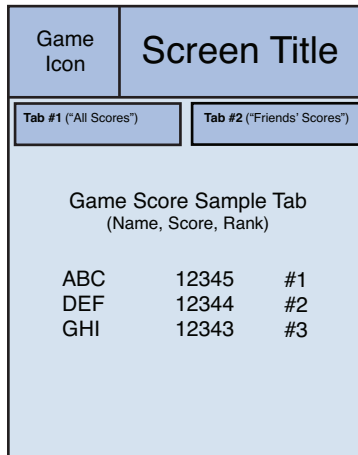 Game
Icon
Screen Title
Tab #1 ("All Scores")
Tab #2 ("Friends' Scores")
Game Score Sample Tab
(Name, Score, Rank)
ABC 12345 #1
DEF 12344 #2
GHI 12343 #3